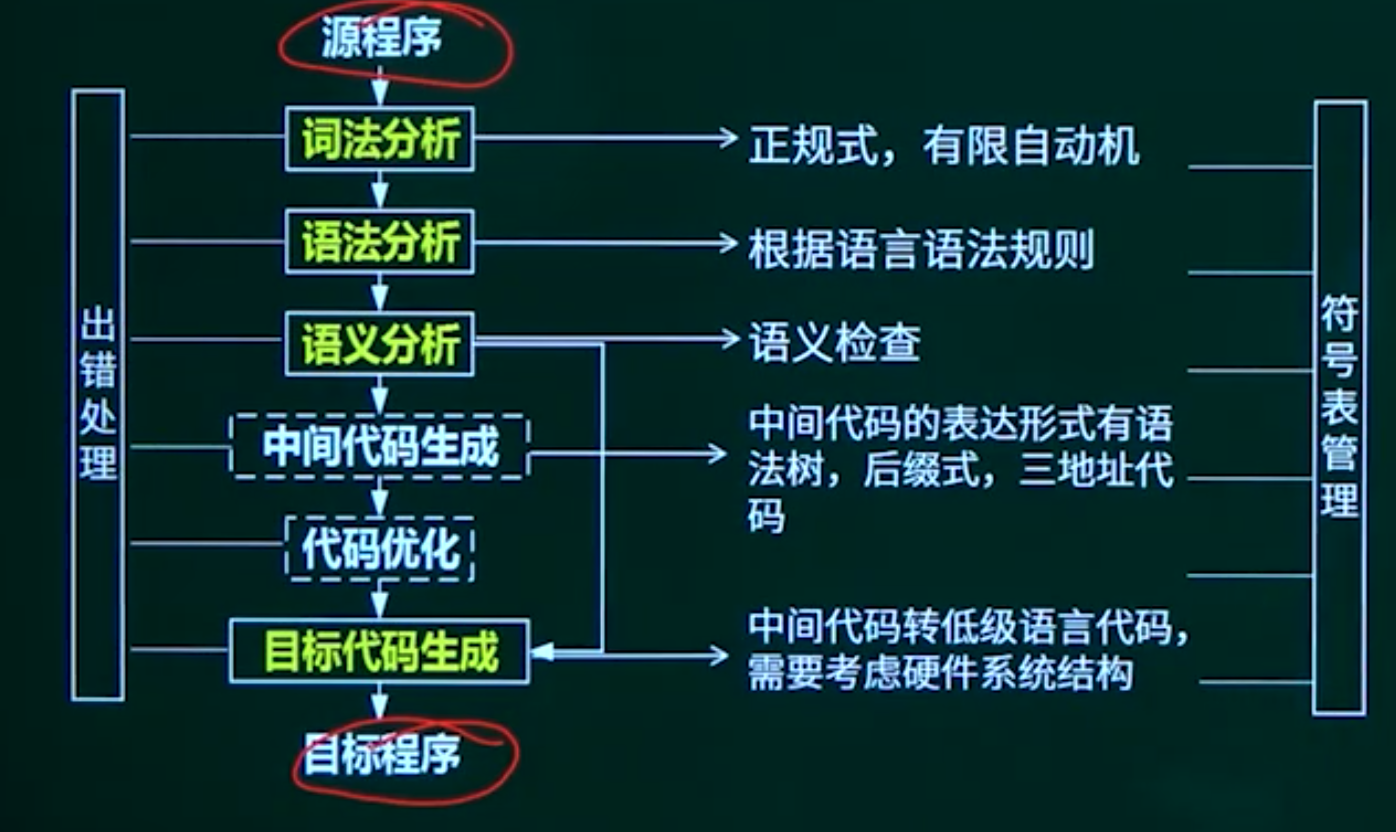 源程序
词法分析
正规式，有限自动机
语法分析
根据语言语法规则
语义分析
语义检查
中间代码生成
中间代码的表达形式有语
法树，后缀式，三地址代
码
代码优化
目标代码生成
中间代码转低级语言代码，
需要考虑硬件系统结构
目标程序
出错处理
符号表管理